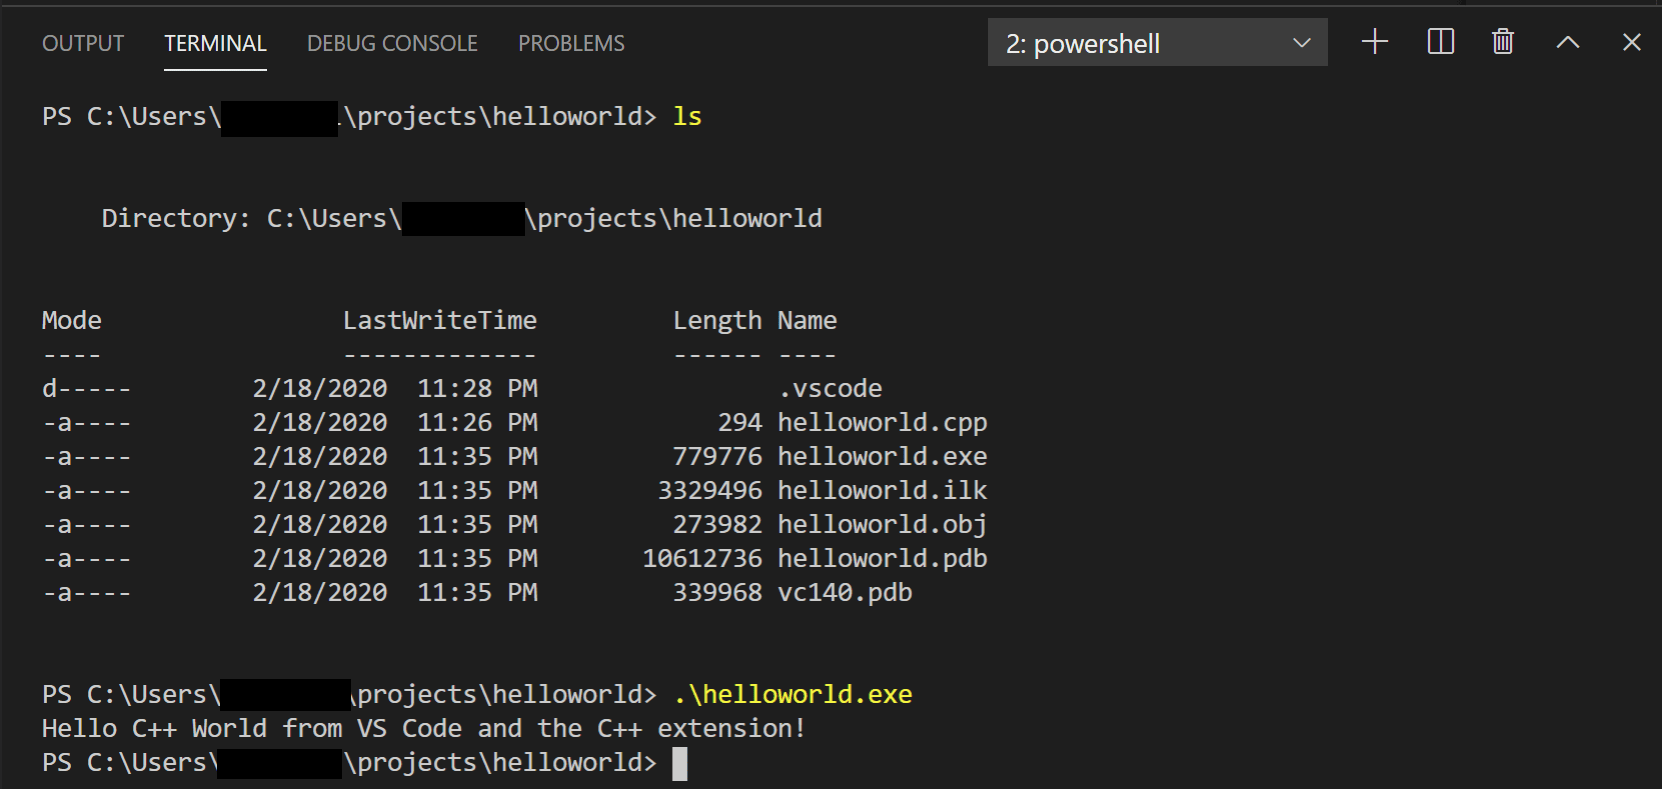 OUTPUT TERMINAL DEBUG CONSOLE PROBLEMS 2: powershell
PS C:\Users\ \projects\helloworld> ls
Directory: C:\Users\ \projects\helloworld
Mode LastWriteTime Length Name
---- ------------- ------ ----
d----- 2/18/2020 11:28 PM .vscode
-a---- 2/18/2020 11:26 PM 294 helloworld.cpp
-a---- 2/18/2020 11:35 PM 779776 helloworld.exe
-a---- 2/18/2020 11:35 PM 3329496 helloworld.ilk
-a---- 2/18/2020 11:35 PM 273982 helloworld.obj
-a---- 2/18/2020 11:35 PM 10612736 helloworld.pdb
-a---- 2/18/2020 11:35 PM 339968 vc140.pdb
PS C:\Users\ \projects\helloworld> .\helloworld.exe
Hello C++ World from VS Code and the C++ extension!
PS C:\Users\ \projects\helloworld>